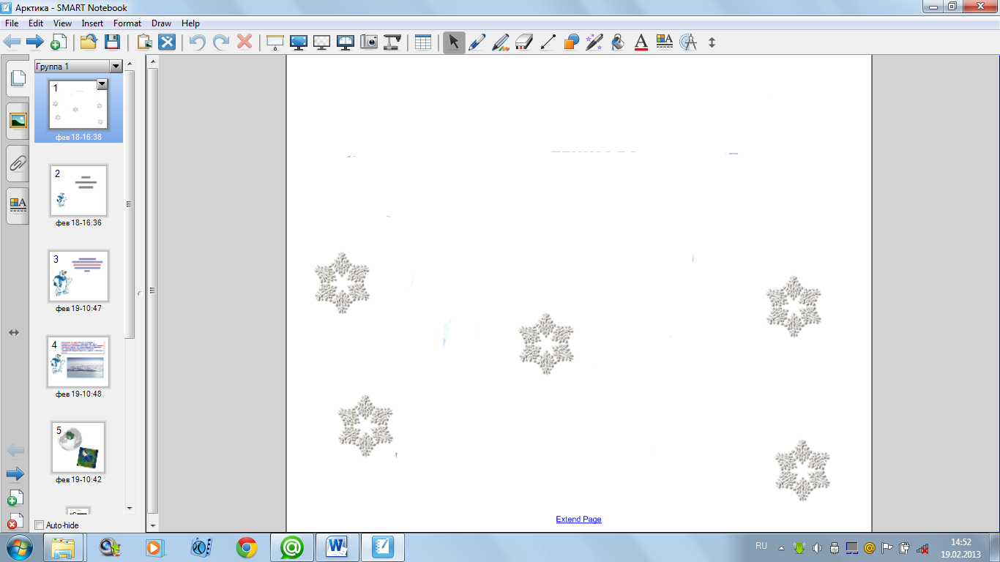 Арктика - SMART Notebook
File Edit View Insert Format Draw Help
Группа 1
1
фев 18-16:38
2
фев 18-16:36
3
фев 19-10:47
4
фев 19-10:48
5
фев 19-10:42
Auto-hide
Extend Page
RU
14:52
19.02.2013